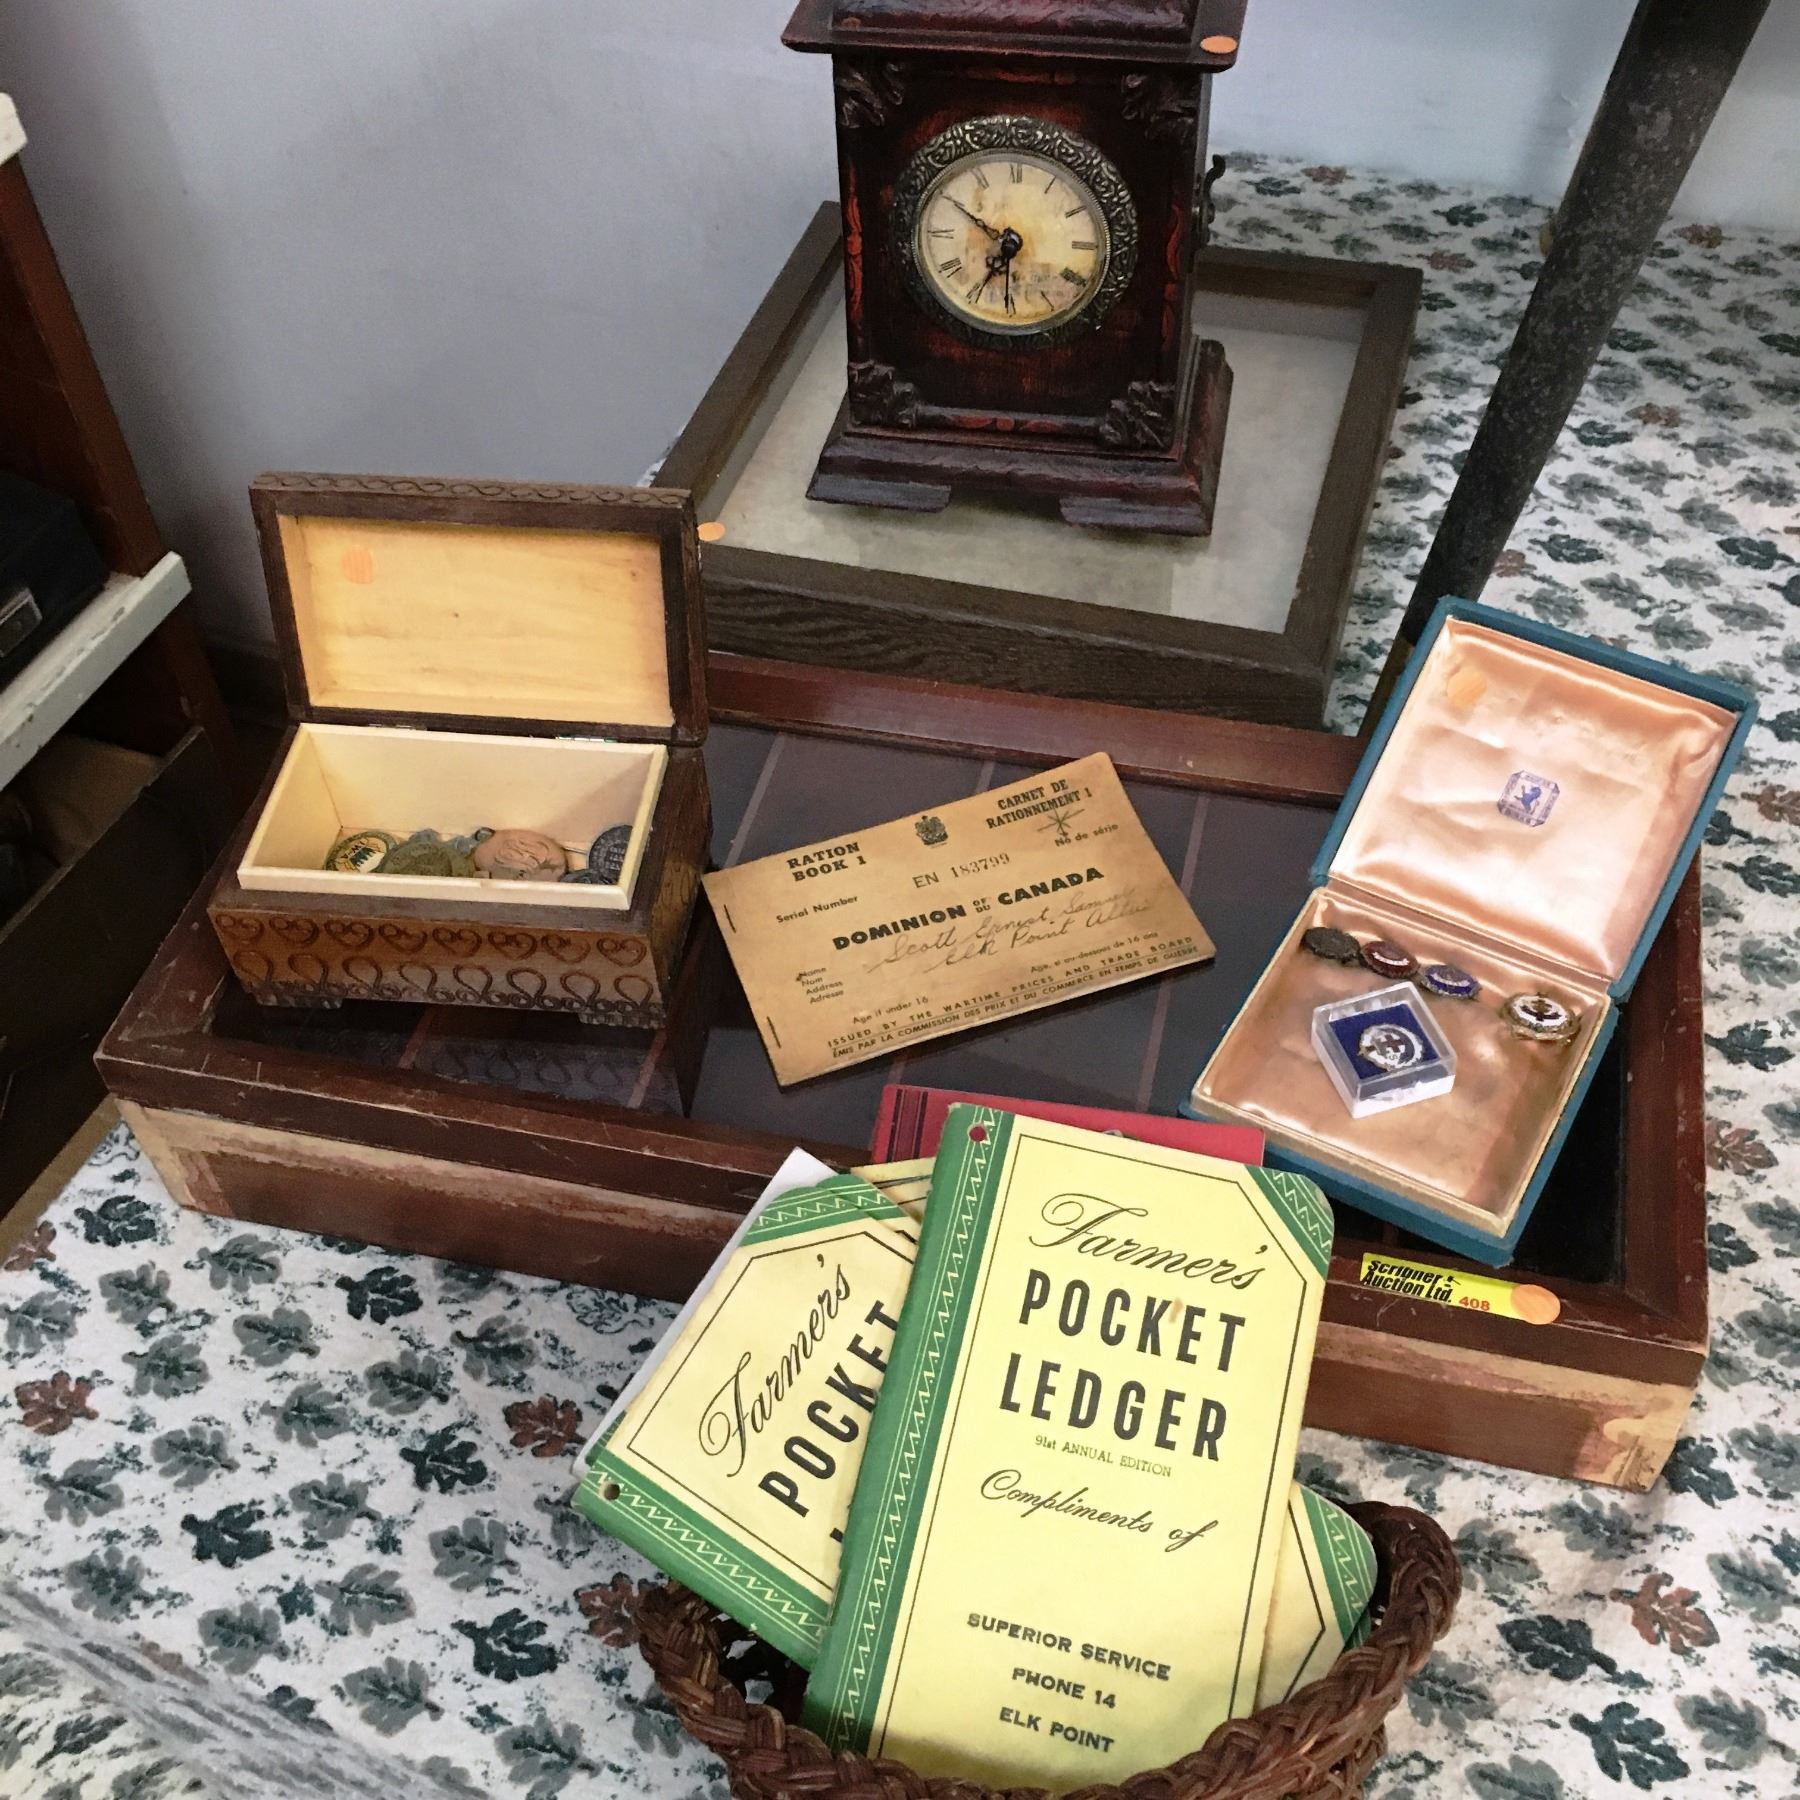 RATION
BOOK 1
CARNET DE
RATIONNEMENT 1
Serial Number
EN 183799
No de série
DOMINION OF DU CANADA
Name
Nom
Scott Ernest Samuel
Address
Adresse
Elk Point Alta
Age if under 16
Age, si au-dessous de 16 ans
ISSUED BY THE WARTIME PRICES AND TRADE BOARD
ÉMIS PAR LA COMMISSION DES PRIX ET DU COMMERCE EN TEMPS DE GUERRE
Scribner
Auction Ltd. 408
Farmer's
POCKET
Farmer's
POCKET
LEDGER
91st ANNUAL EDITION
Compliments of
SUPERIOR SERVICE
PHONE 14
ELK POINT